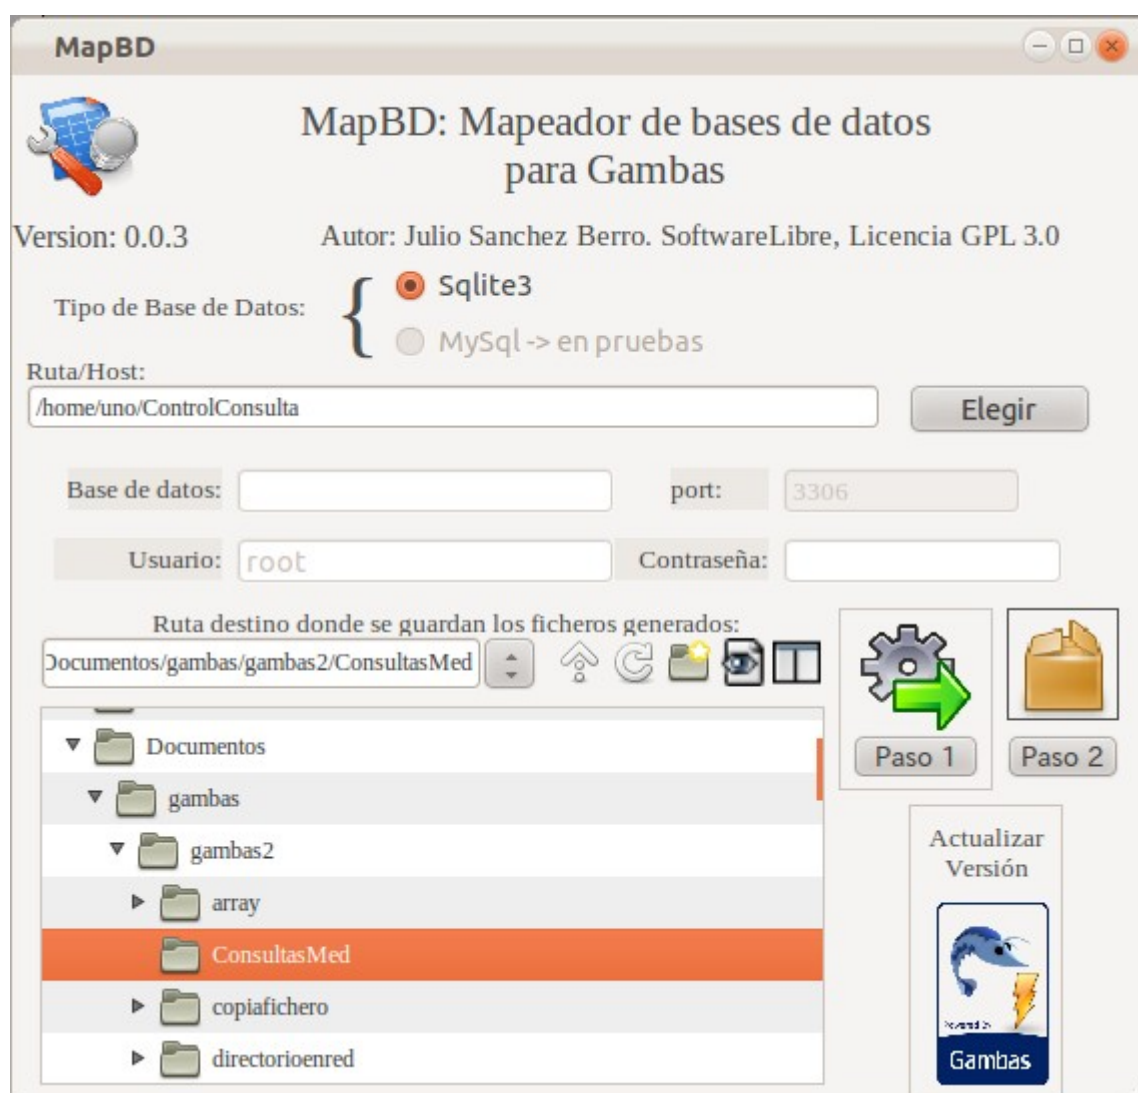 MapBD
MapBD: Mapeador de bases de datos
para Gambas
Version: 0.0.3
Autor: Julio Sanchez Berro. SoftwareLibre, Licencia GPL 3.0
Tipo de Base de Datos:
{
Sqlite3
MySql -> en pruebas
Ruta/Host:
/home/uno/ControlConsulta
Elegir
Base de datos:
port:
3306
Usuario:
root
Contraseña:
Ruta destino donde se guardan los ficheros generados:
Documentos/gambas/gambas2/ConsultasMed
Paso 1
Paso 2
Documentos
gambas
gambas2
array
ConsultasMed
copiafichero
directorioenred
Actualizar
Versión
Powered by
Gambas